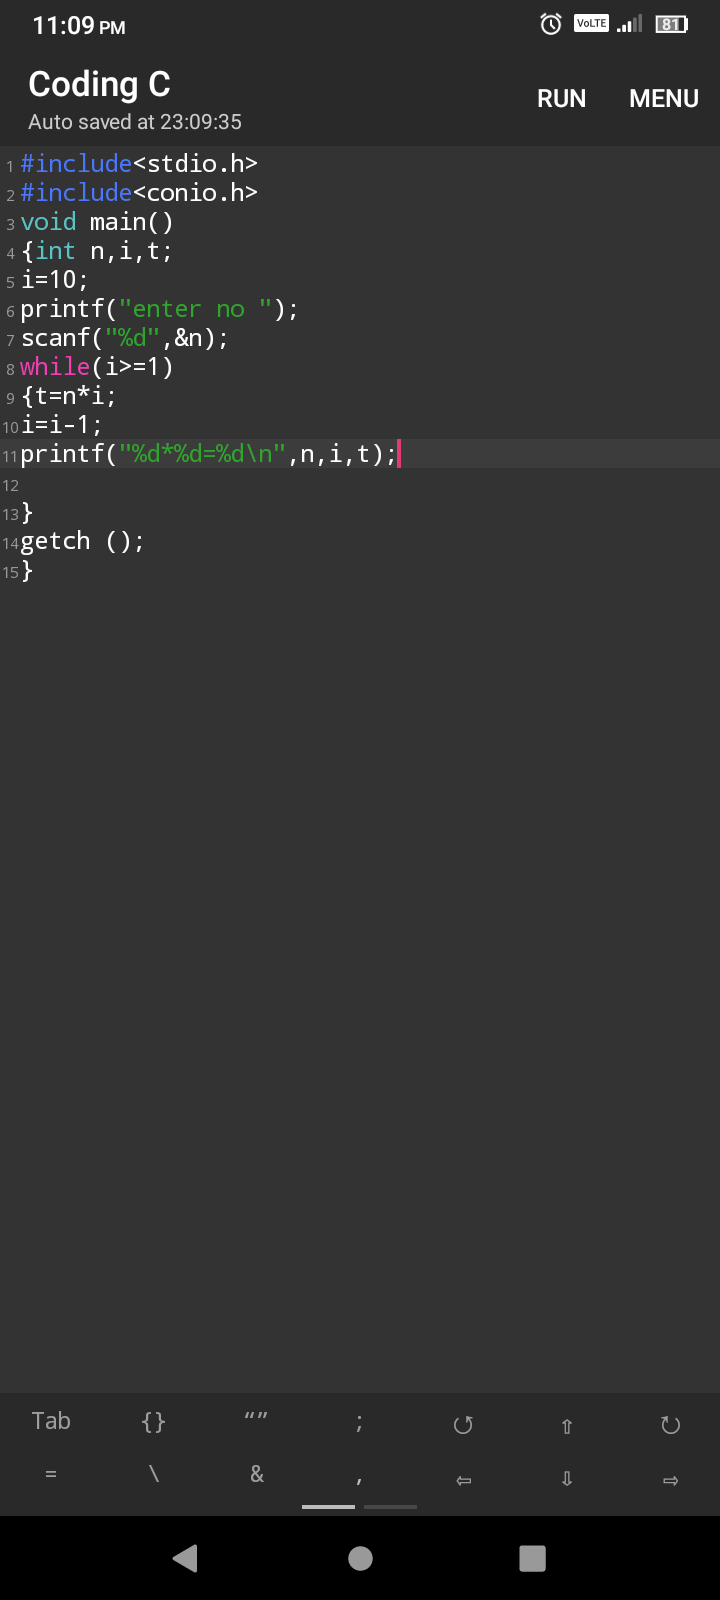 11:09 PM VoLTE 81
Coding C
Auto saved at 23:09:35
RUN MENU
1 #include<stdio.h>
2 #include<conio.h>
3 void main()
4 {int n,i,t;
5 i=10;
6 printf("enter no ");
7 scanf("%d",&n);
8 while(i>=1)
9 {t=n*i;
10 i=i-1;
11 printf("%d*%d=%d\n",n,i,t);
12
13 }
14 getch ();
15 }
Tab {} “” ; ⭯ ⇧ ⭮
= \ & , ⇦ ⇩ ⇨